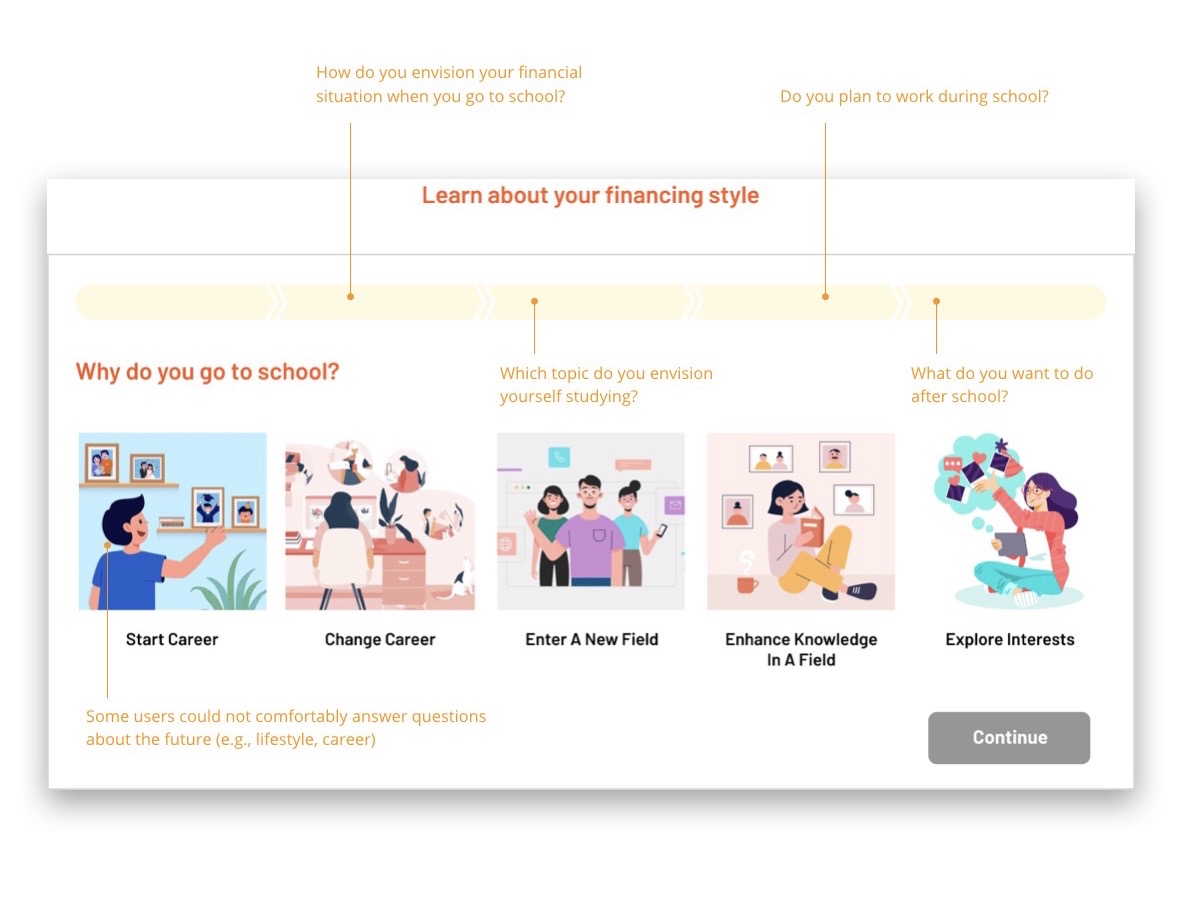 How do you envision your financial
situation when you go to school?
Do you plan to work during school?
Learn about your financing style
Why do you go to school?
Which topic do you envision
yourself studying?
What do you want to do
after school?
Start Career
Change Career
Enter A New Field
Enhance Knowledge
In A Field
Explore Interests
Some users could not comfortably answer questions
about the future (e.g., lifestyle, career)
Continue